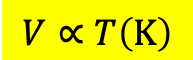 V ∝ T(K)